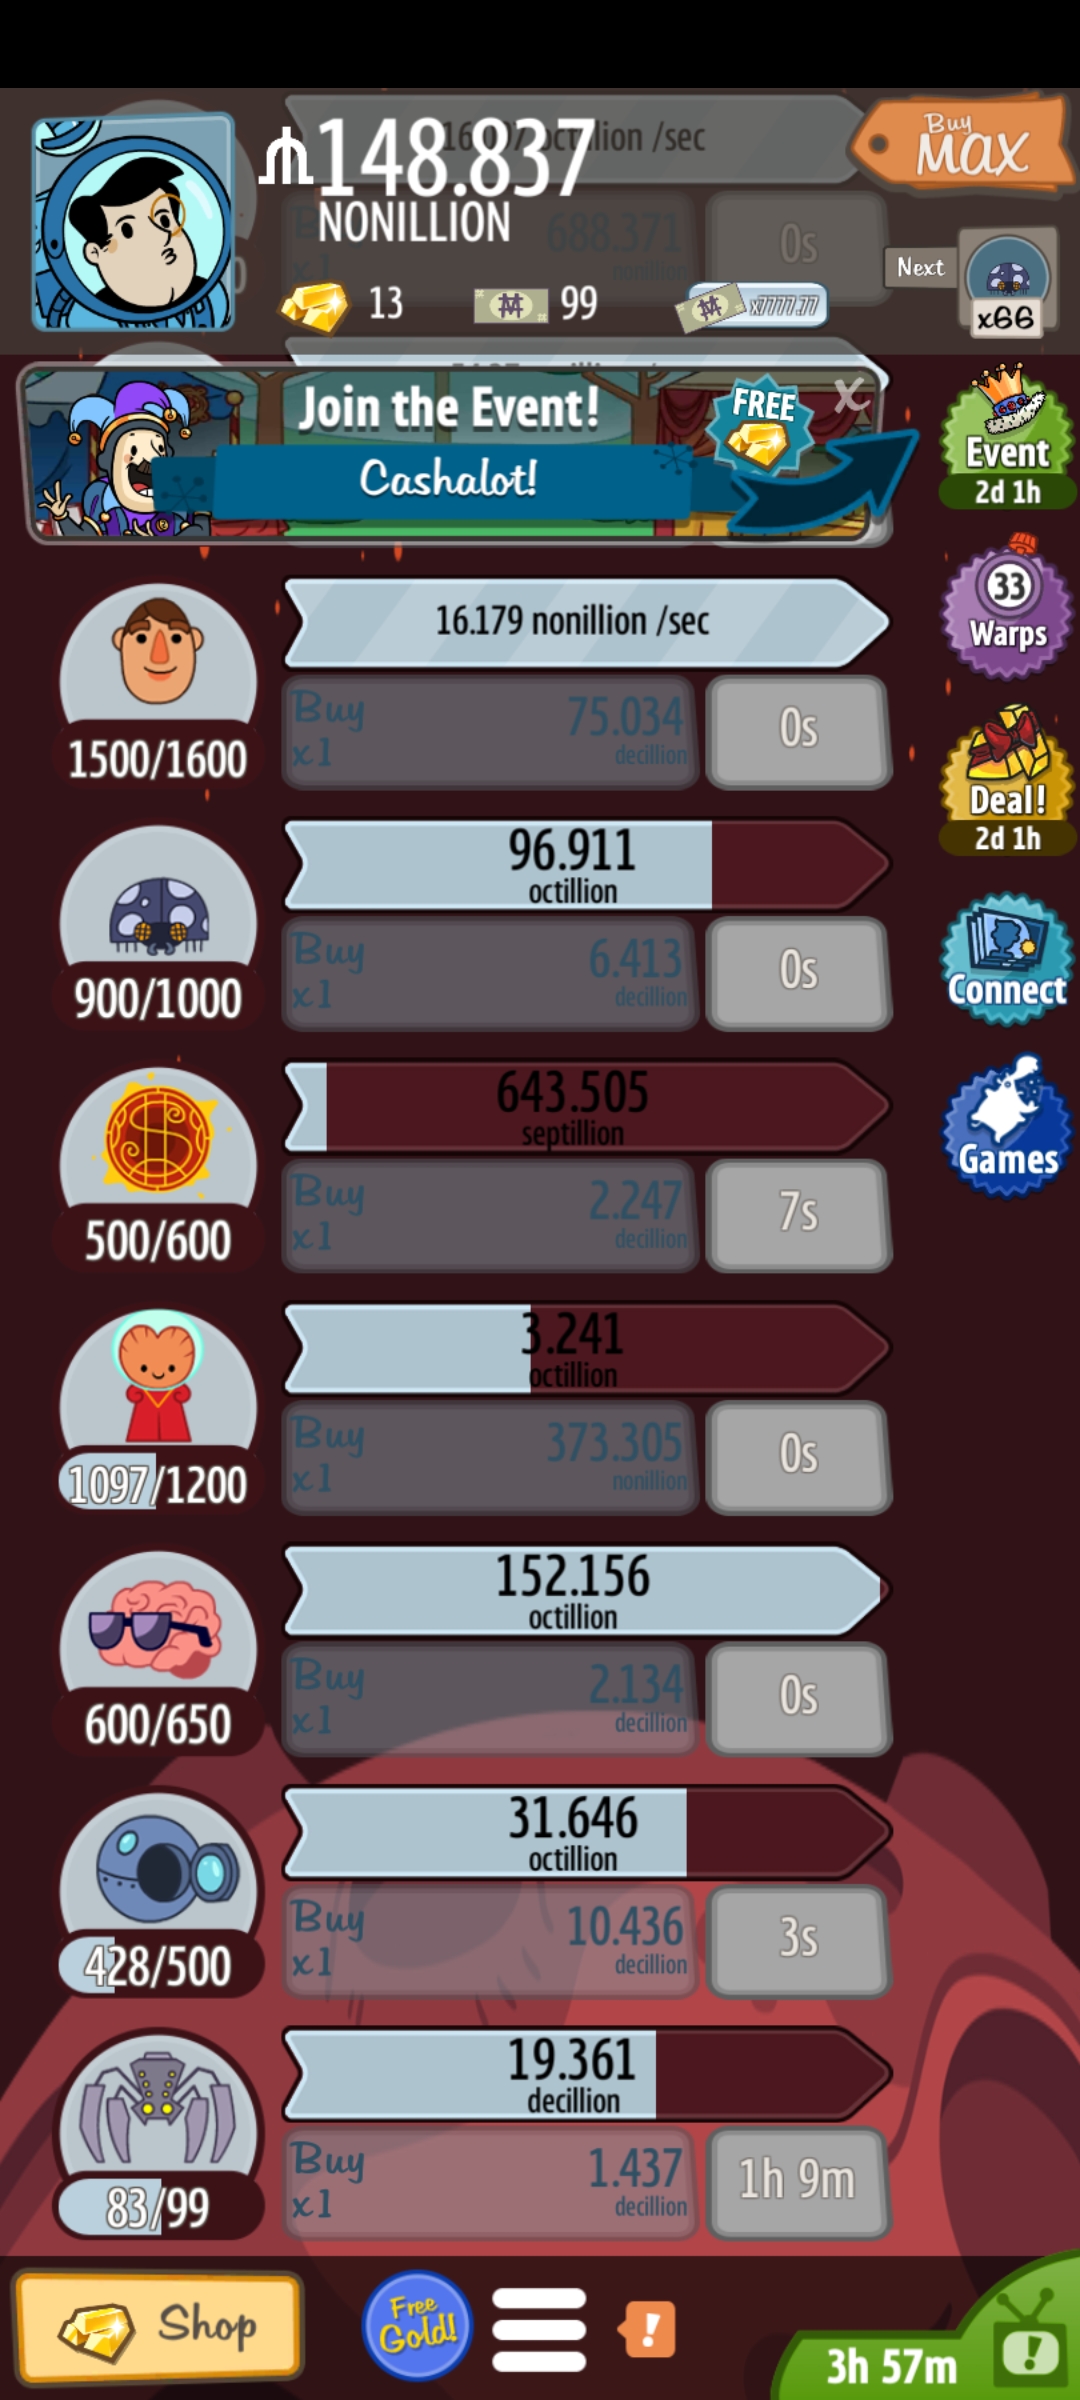 16.177 octillion /sec
₼148.837
NONILLION
Buy
MAX
Buy
x1
688.371
nonillion
0s
Next
x66
13
99
x7777.77
Join the Event!
FREE
X
Cashalot!
Event
2d 1h
33
Warps
Deal!
2d 1h
Connect
Games
16.179 nonillion /sec
Buy
x1
75.034
decillion
0s
1500/1600
96.911
octillion
Buy
x1
6.413
decillion
0s
900/1000
643.505
septillion
Buy
x1
2.247
decillion
7s
500/600
3.241
octillion
Buy
x1
373.305
nonillion
0s
1097/1200
152.156
octillion
Buy
x1
2.134
decillion
0s
600/650
31.646
octillion
Buy
x1
10.436
decillion
3s
428/500
19.361
decillion
Buy
x1
1.437
decillion
1h 9m
83/99
Shop
Free
Gold!
!
3h 57m
!